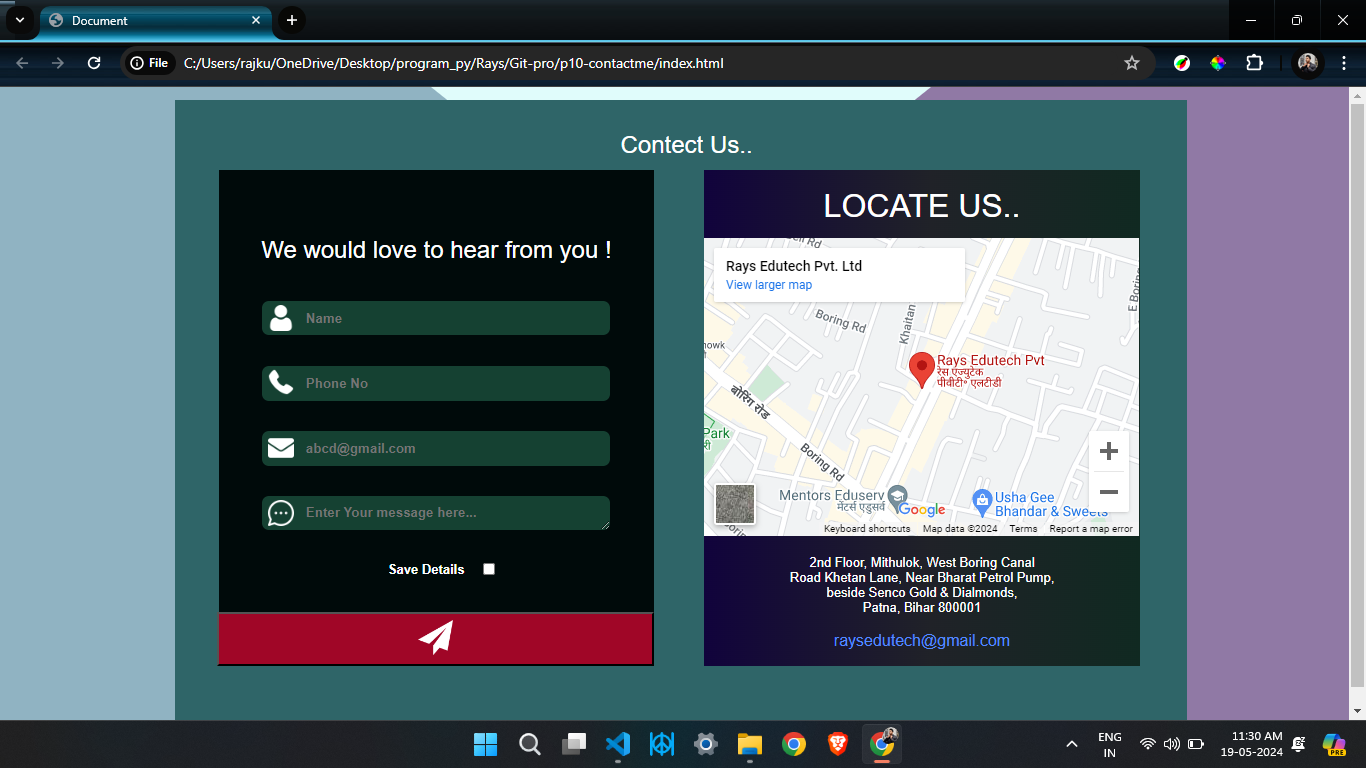 Document
File
C:/Users/rajku/OneDrive/Desktop/program_py/Rays/Git-pro/p10-contactme/index.html
Contect Us..
We would love to hear from you !
Name
Phone No
abcd@gmail.com
Enter Your message here...
Save Details
LOCATE US..
Rays Edutech Pvt. Ltd
View larger map
Rd
E Boring
Boring Rd
Khaitan
Rays Edutech Pvt
रेस एज्युटेक
पीवीटी॰ एलटीडी
बोरिंग रोड
Park
Boring Rd
Mentors Eduserv
मेंटर्स एडुसर्व
Google
Usha Gee
Bhandar & Sweets
Keyboard shortcuts
Map data ©2024
Terms
Report a map error
2nd Floor, Mithulok, West Boring Canal
Road Khetan Lane, Near Bharat Petrol Pump,
beside Senco Gold & Dialmonds,
Patna, Bihar 800001
raysedutech@gmail.com
ENG
IN
11:30 AM
19-05-2024
PRE